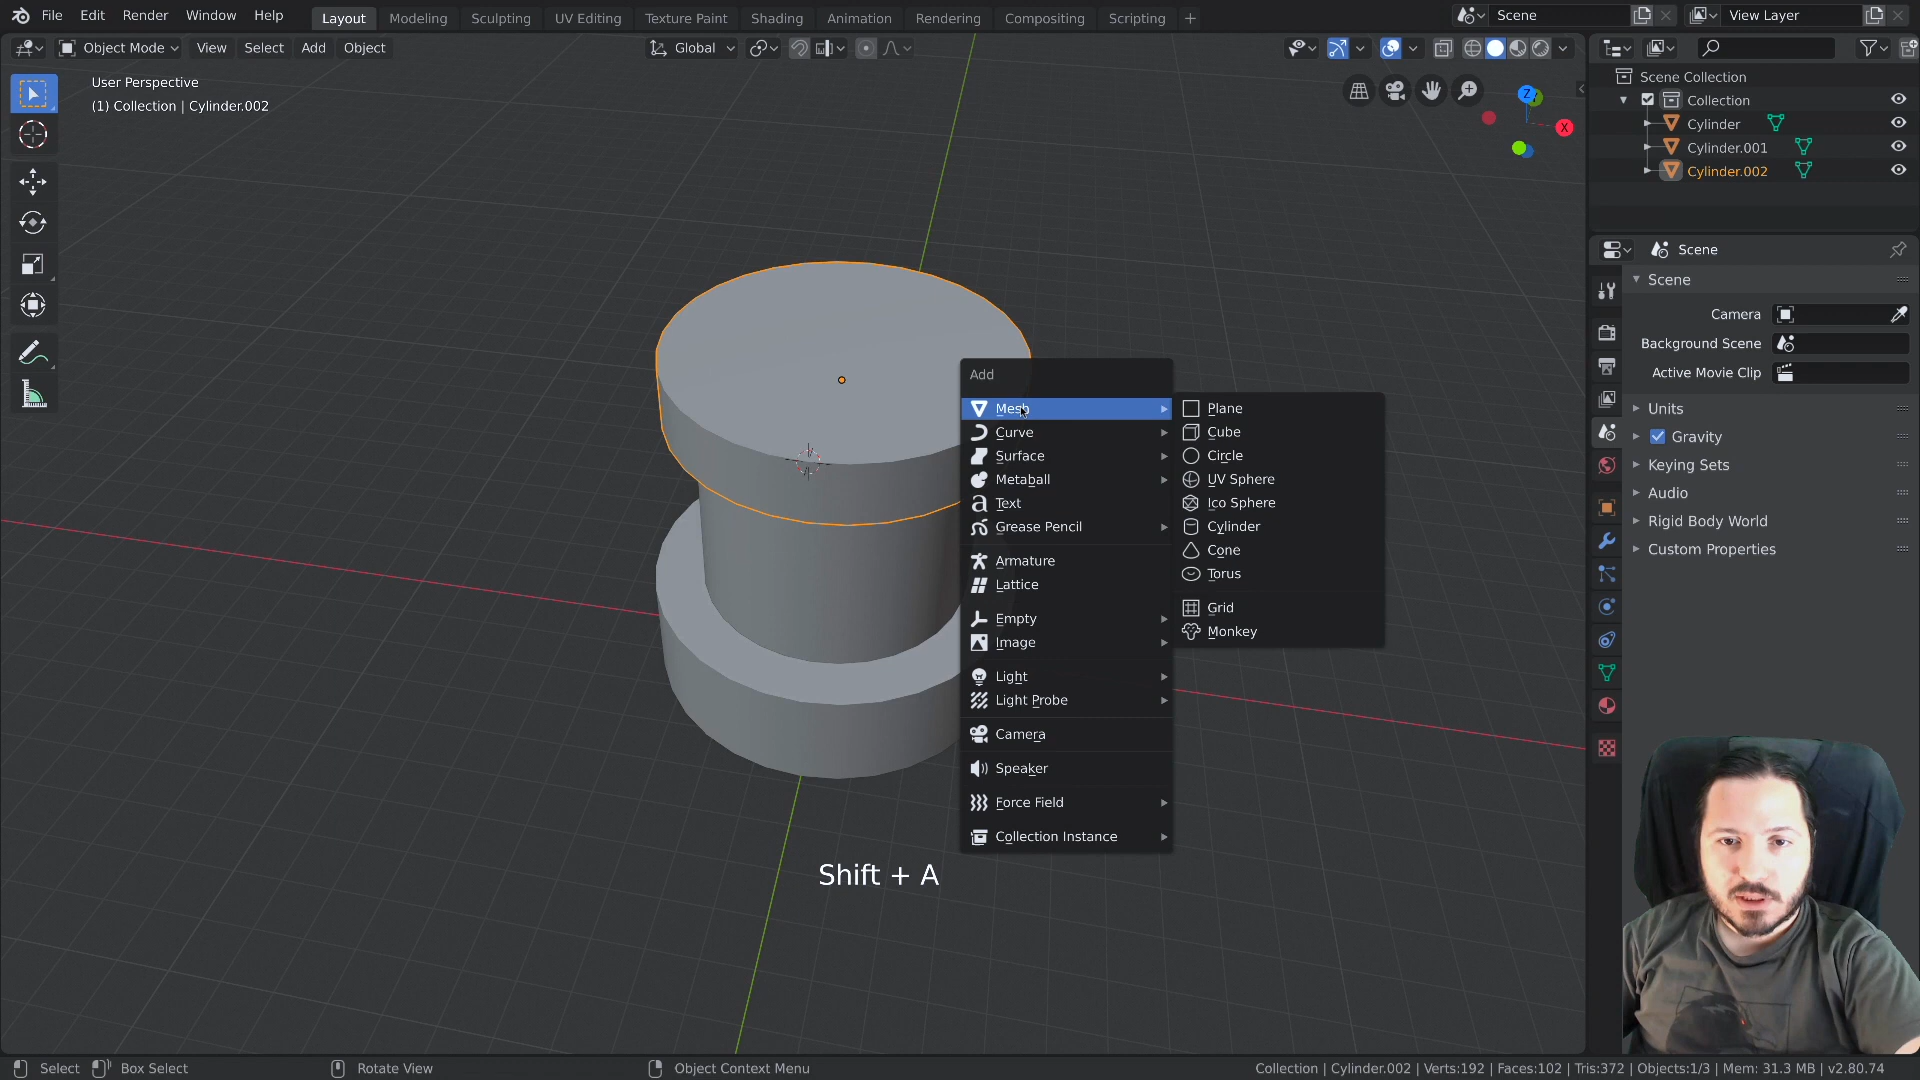 File Edit Render Window Help
Layout Modeling Sculpting UV Editing Texture Paint Shading Animation Rendering Compositing Scripting +
Scene
View Layer
Object Mode View Select Add Object
Global
User Perspective
(1) Collection | Cylinder.002
Z
X
Scene Collection
Collection
Cylinder
Cylinder.001
Cylinder.002
Scene
Scene
Camera
Background Scene
Active Movie Clip
Units
Gravity
Keying Sets
Audio
Rigid Body World
Custom Properties
Add
Mesh
Curve
Surface
Metaball
Text
Grease Pencil
Armature
Lattice
Empty
Image
Light
Light Probe
Camera
Speaker
Force Field
Collection Instance
Plane
Cube
Circle
UV Sphere
Ico Sphere
Cylinder
Cone
Torus
Grid
Monkey
Shift + A
Select
Box Select
Rotate View
Object Context Menu
Collection | Cylinder.002 | Verts:192 | Faces:102 | Tris:372 | Objects:1/3 | Mem: 31.3 MB | v2.80.74